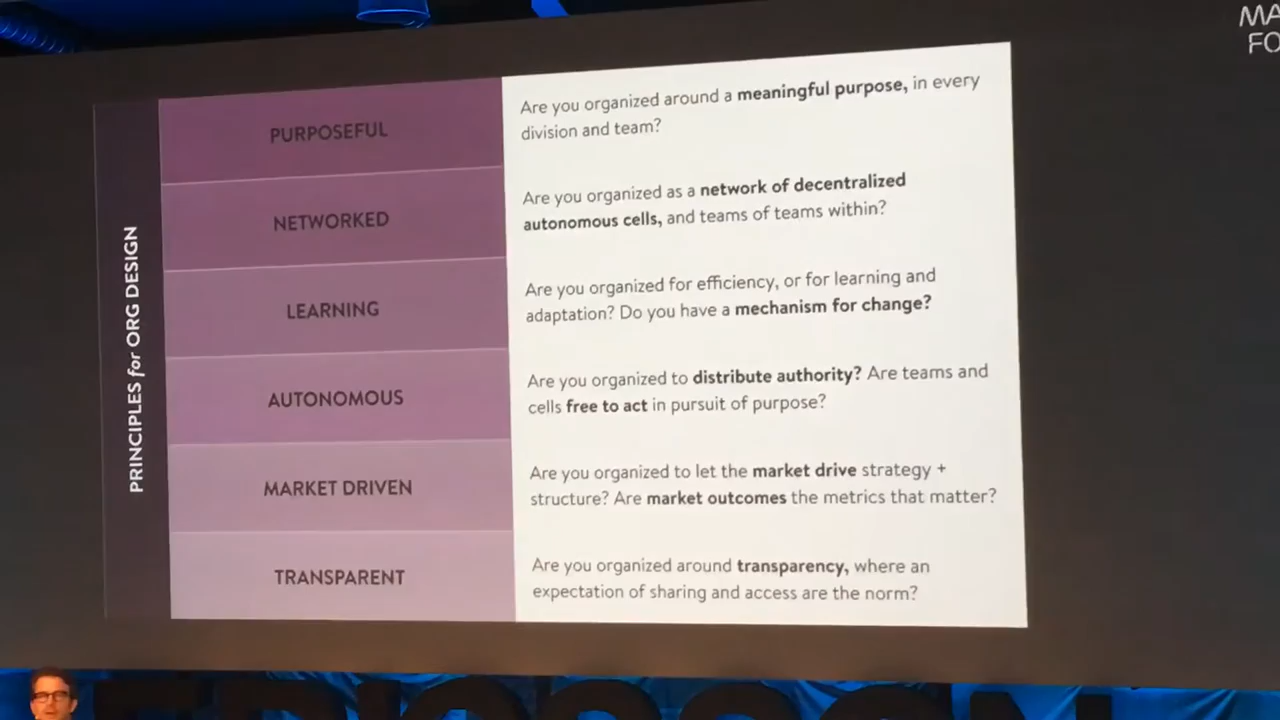 MA
FO
PRINCIPLES for ORG DESIGN
PURPOSEFUL
Are you organized around a meaningful purpose, in every
division and team?
NETWORKED
Are you organized as a network of decentralized
autonomous cells, and teams of teams within?
LEARNING
Are you organized for efficiency, or for learning and
adaptation? Do you have a mechanism for change?
AUTONOMOUS
Are you organized to distribute authority? Are teams and
cells free to act in pursuit of purpose?
MARKET DRIVEN
Are you organized to let the market drive strategy +
structure? Are market outcomes the metrics that matter?
TRANSPARENT
Are you organized around transparency, where an
expectation of sharing and access are the norm?